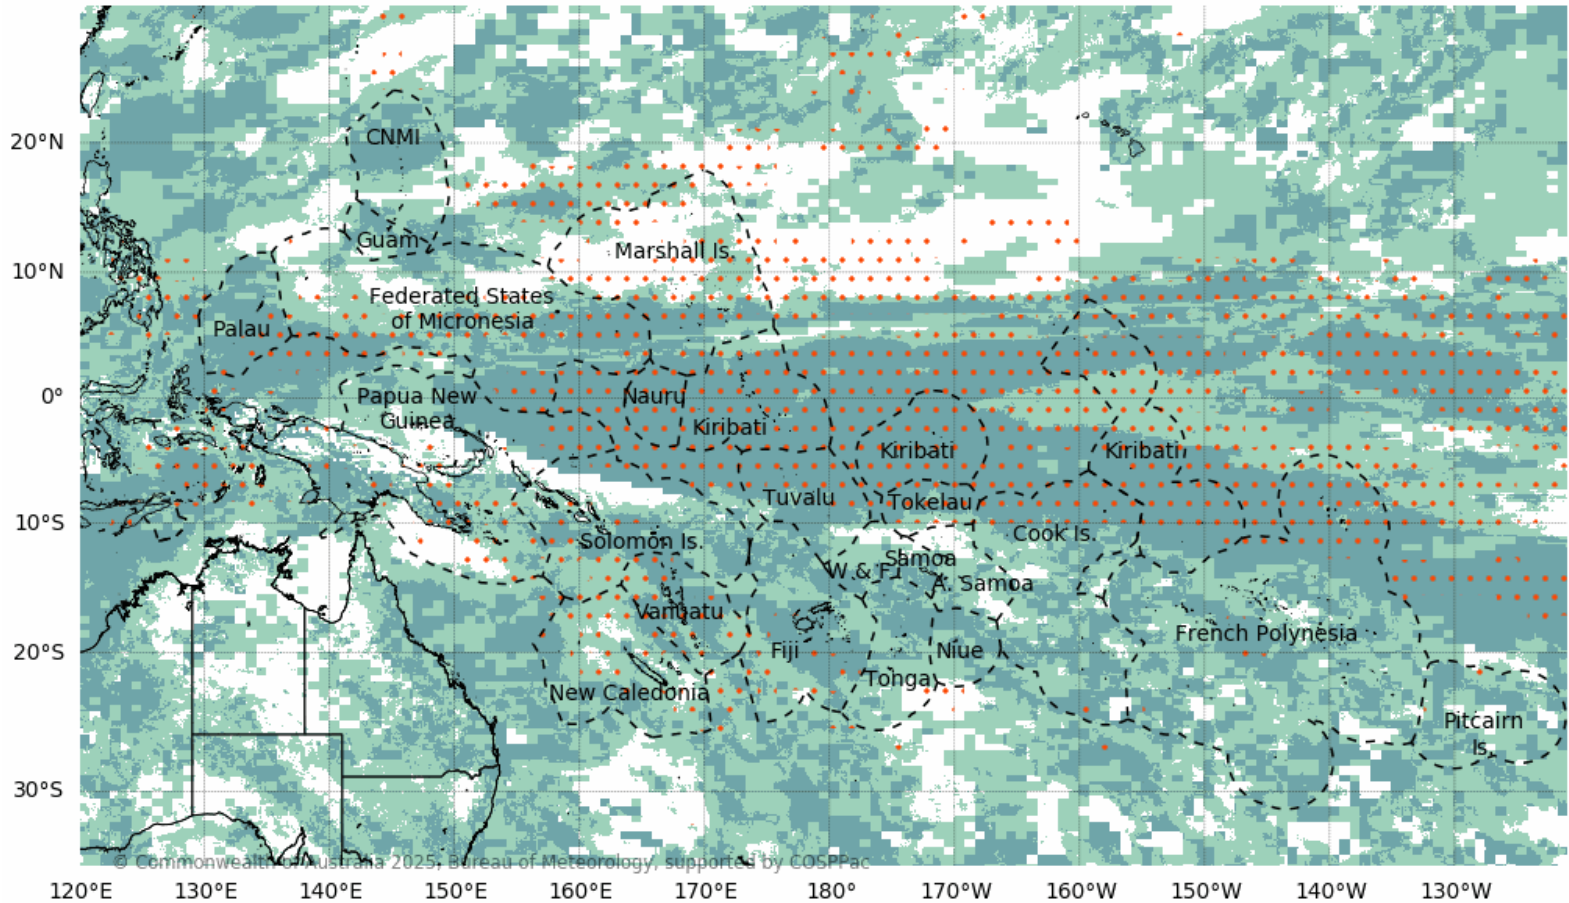 CNMI
20°N
Guam
Marshall Is.
10°N
Federated States
of Micronesia
Palau
0°
Papua New
Guinea
Nauru
Kiribati
Kiribati
Kiribati
Tuvalu
Tokelau
10°S
Solomon Is.
Cook Is.
Samoa
W & F
A. Samoa
Vanuatu
French Polynesia
20°S
Fiji
Niue
Tonga
New Caledonia
Pitcairn
Is.
30°S
© Commonwealth of Australia 2025, Bureau of Meteorology, supported by COSPPac
120°E 130°E 140°E 150°E 160°E 170°E 180° 170°W 160°W 150°W 140°W 130°W